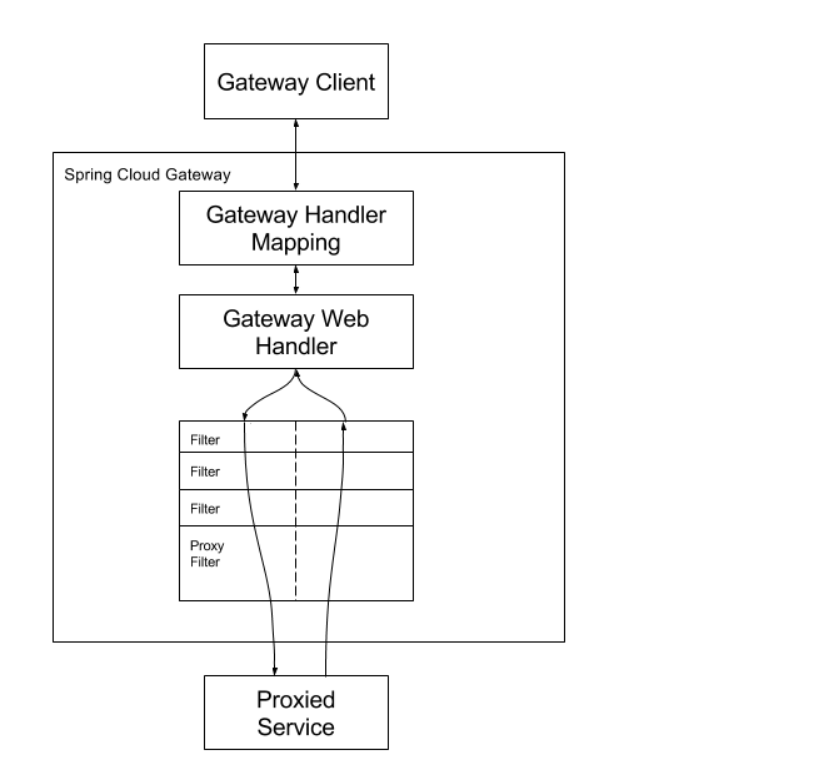 Gateway Client
Spring Cloud Gateway
Gateway Handler
Mapping
Gateway Web
Handler
Filter
Filter
Filter
Proxy
Filter
Proxied
Service